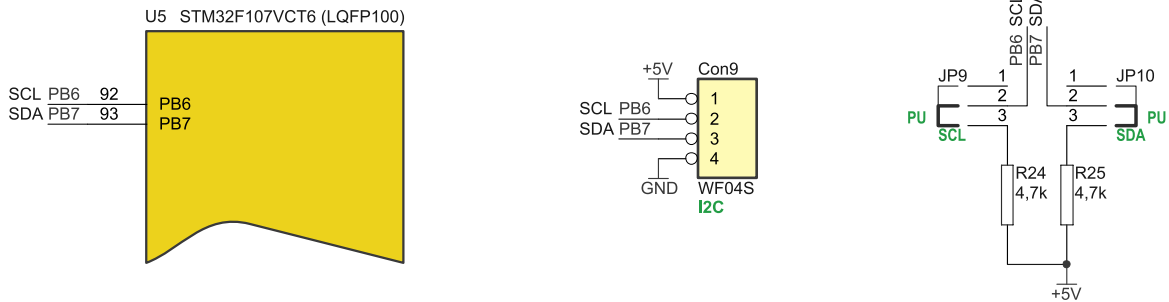 U5 STM32F107VCT6 (LQFP100)
SCL PB6 92 PB6
SDA PB7 93 PB7
+5V Con9
1
SCL PB6 2
SDA PB7 3
4
GND WF04S
I2C
PB6 SCL
PB7 SDA
JP9 1 1 JP10
2 2
PU 3 3 PU
SCL SDA
R24 R25
4,7k 4,7k
+5V